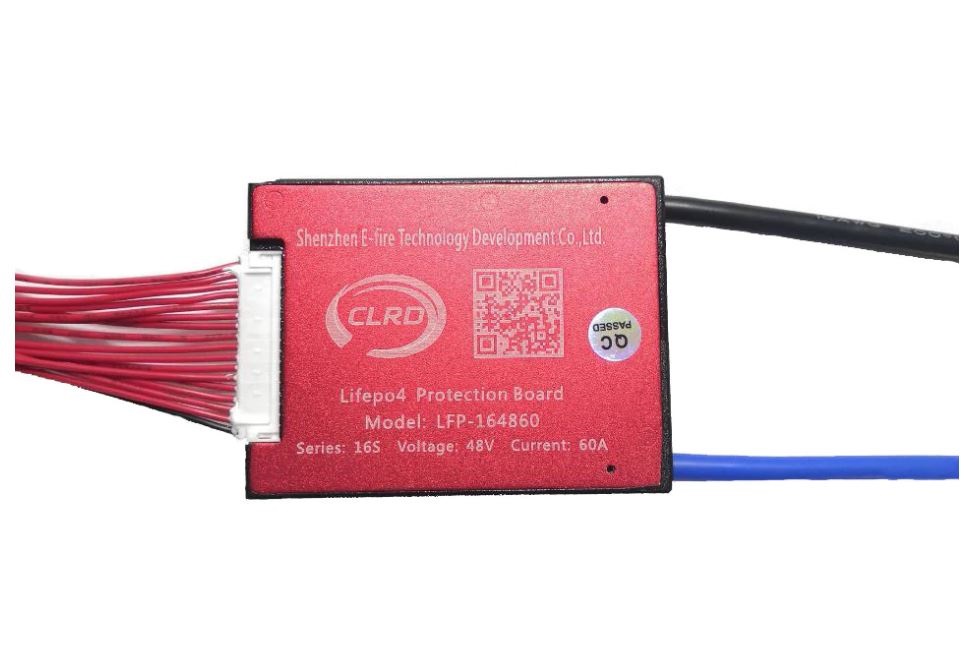 Shenzhen E-fire Technology Development Co., Ltd.
CLRD
QC
PASSED
Lifepo4 Protection Board
Model: LFP-164860
Series: 16S Voltage: 48V Current: 60A